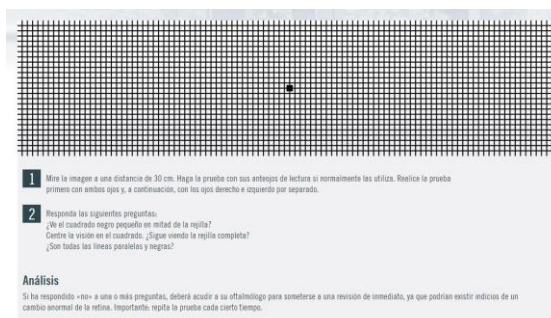 1 Mire la imagen a una distancia de 30 cm. Haga la prueba con sus anteojos de lectura si normalmente las utiliza. Realice la prueba
primero con ambos ojos y, a continuación, con los ojos derecho e izquierdo por separado.
2 Responda las siguientes preguntas:
¿Ve el cuadrado negro pequeño en mitad de la rejilla?
Centre la visión en el cuadrado. ¿Sigue viendo la rejilla completa?
¿Son todas las líneas paralelas y negras?
Análisis
Si ha respondido «no» a una o más preguntas, deberá acudir a su oftalmólogo para someterse a una revisión de inmediato, ya que podrían existir indicios de un
cambio anormal de la retina. Importante: repita la prueba cada cierto tiempo.